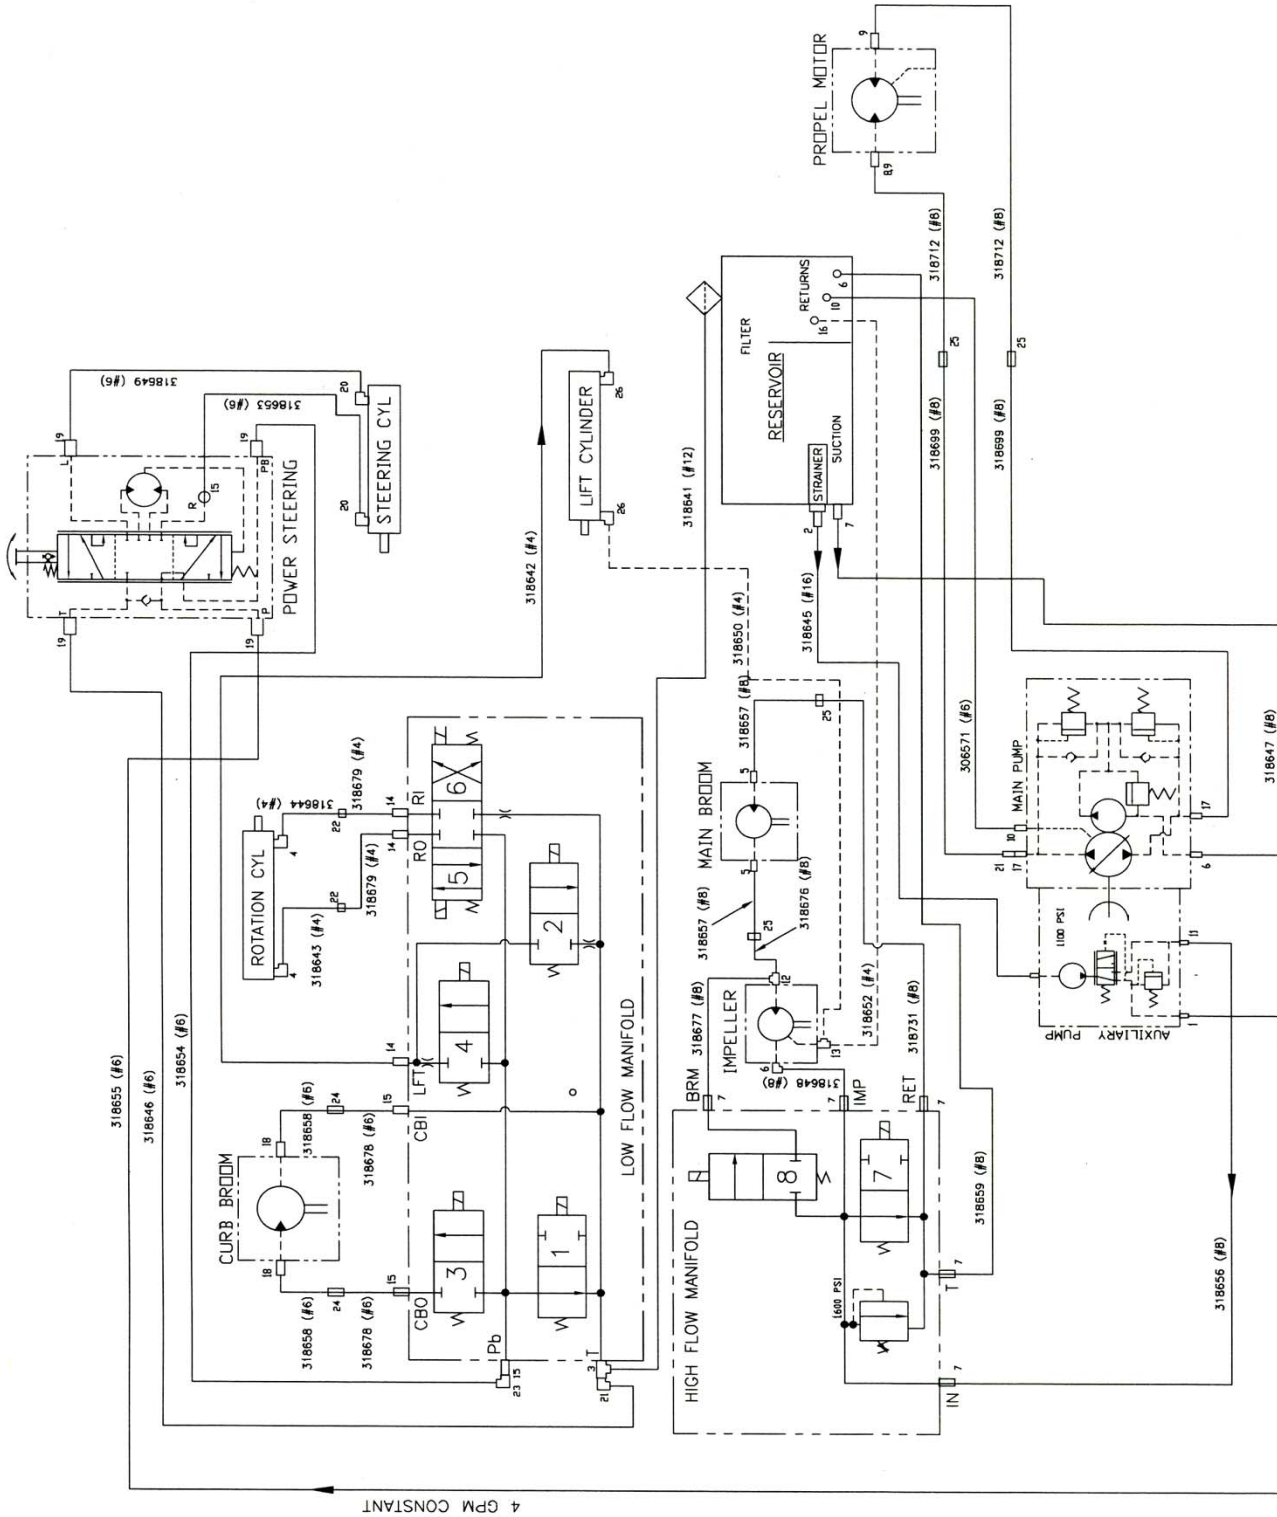 PROPEL MOTOR
9
8,9
318712 (#8)
318712 (#8)
25
25
318699 (#8)
318699 (#8)
FILTER
RESERVOIR
RETURNS
6
10
16
STRAINER
SUCTION
2
7
318641 (#12)
318645 (#16)
318649 (#6)
318653 (#6)
20
20
STEERING CYL
19
L
19
PB
R
15
POWER STEERING
T
P
19
19
318642 (#4)
LIFT CYLINDER
26
26
318650 (#4)
318655 (#6)
318646 (#6)
318654 (#6)
ROTATION CYL
4
4
318644 (#4)
318679 (#4)
318643 (#4)
318679 (#4)
22
22
14
14
RO
RI
5
6
2
4
14
LFT
CURB BROOM
18
18
318658 (#6)
318658 (#6)
24
24
318678 (#6)
318678 (#6)
15
15
CBI
CBO
3
1
LOW FLOW MANIFOLD
Pb
15
23
T
3
21
MAIN BROOM
5
5
318657 (#8)
318657 (#8)
25
25
318676 (#8)
IMPELLER
12
13
6
318677 (#8)
318648 (#8)
318652 (#4)
318731 (#8)
BRM
7
IMP
7
RET
7
8
7
1600 PSI
HIGH FLOW MANIFOLD
T
7
IN
7
318659 (#8)
318656 (#8)
306571 (#6)
MAIN PUMP
10
21
17
17
6
1100 PSI
AUXILIARY PUMP
11
1
318647 (#8)
4 GPM CONSTANT